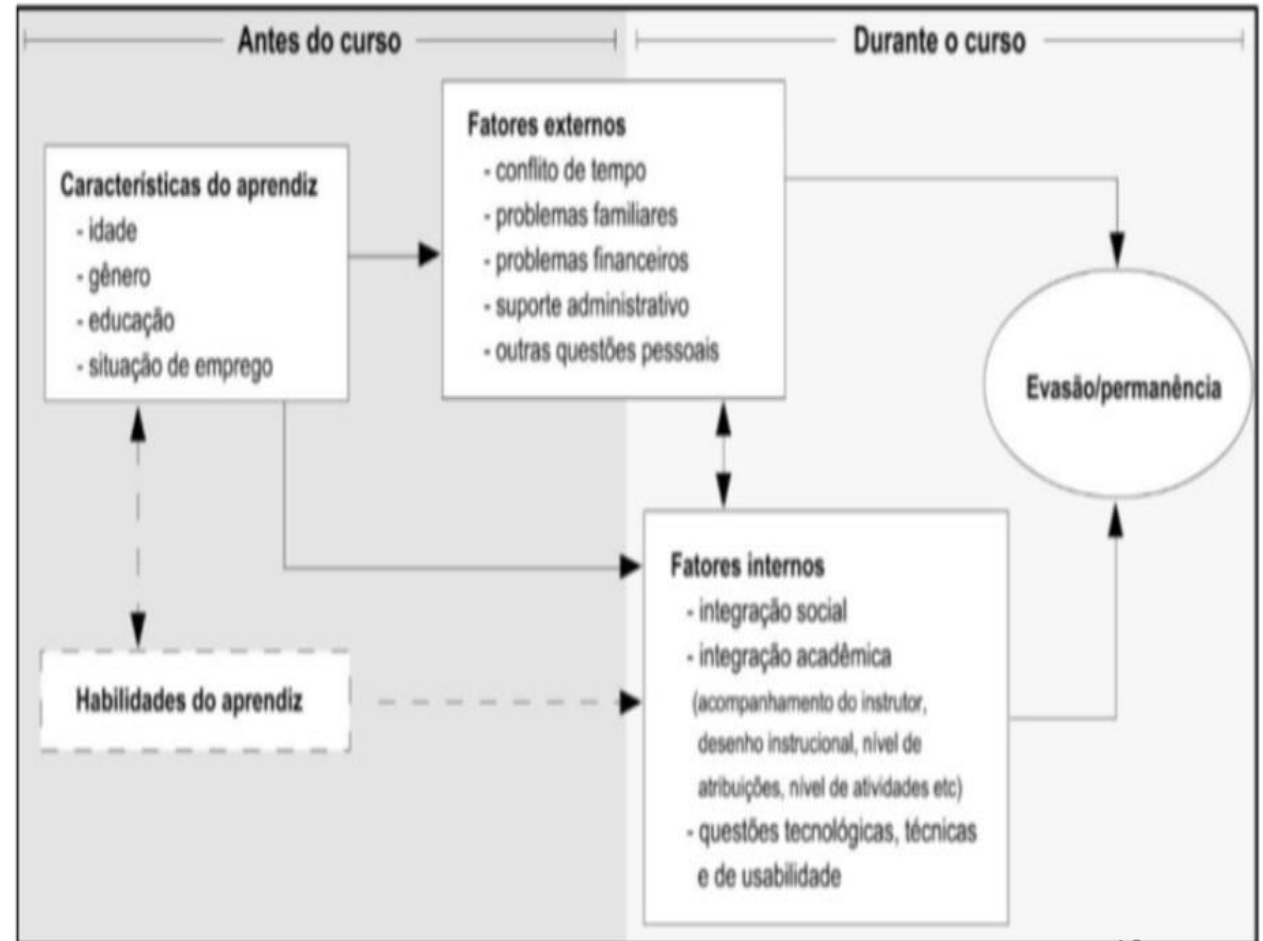 Antes do curso
Durante o curso
Fatores externos
- conflito de tempo
- problemas familiares
- problemas financeiros
- suporte administrativo
- outras questões pessoais
Características do aprendiz
- idade
- gênero
- educação
- situação de emprego
Evasão/permanência
Habilidades do aprendiz
Fatores internos
- integração social
- integração acadêmica
(acompanhamento do instrutor,
desenho instrucional, nível de
atribuições, nível de atividades etc)
- questões tecnológicas, técnicas
e de usabilidade